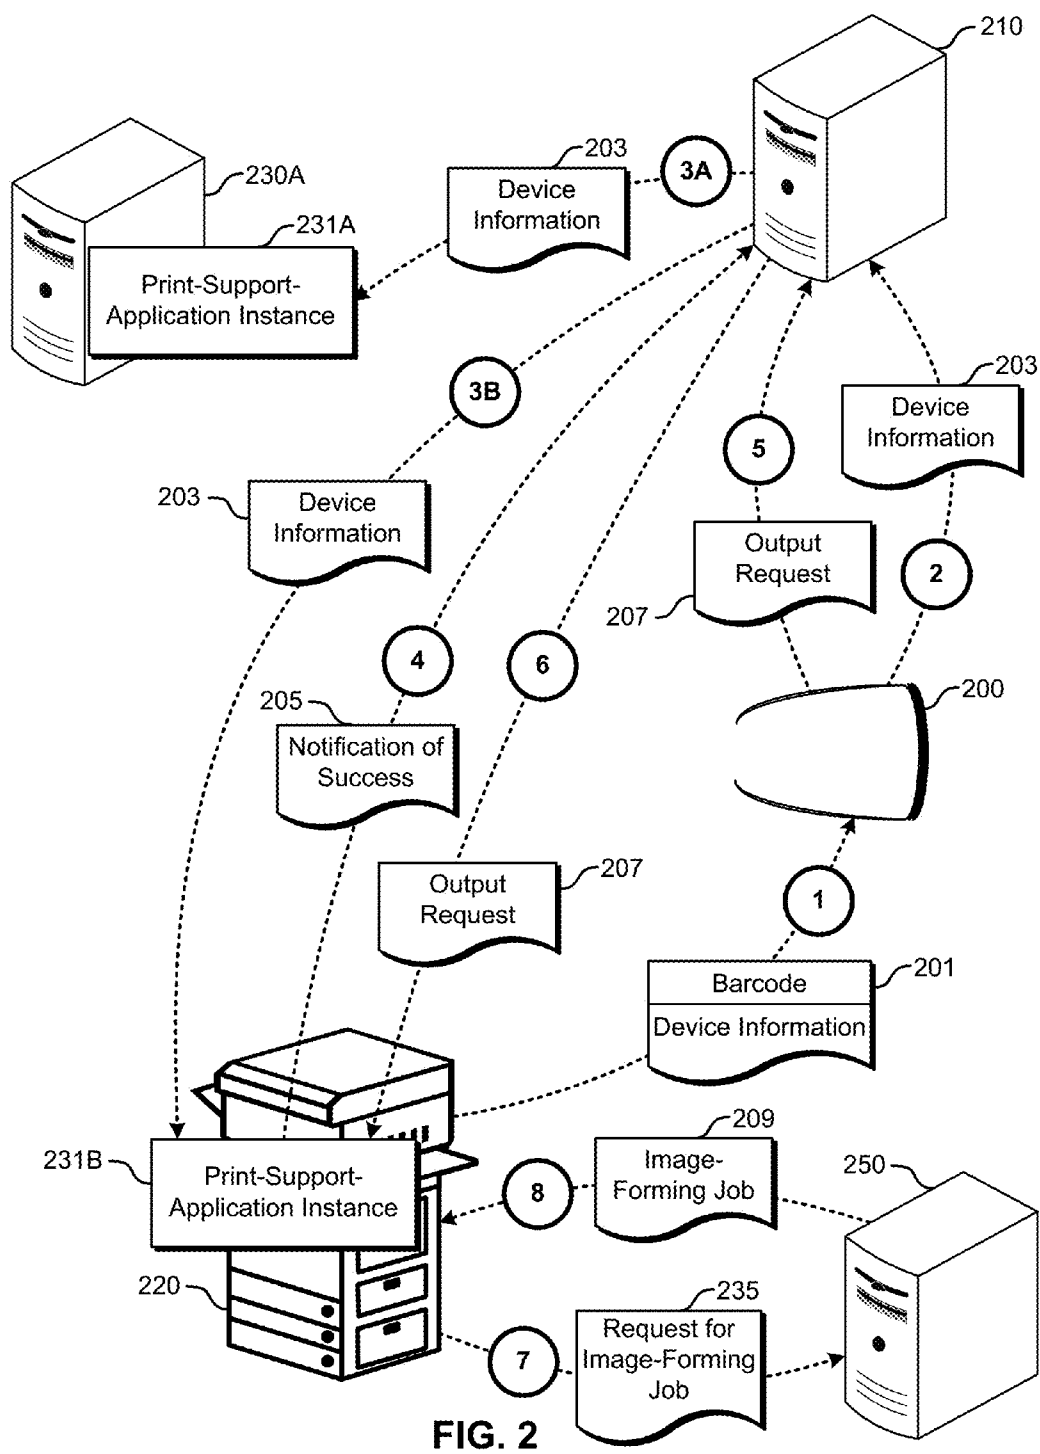 210
203
3A
Device
Information
230A
231A
Print-Support-
Application Instance
3B
203
Device
Information
5
203
Device
Information
Output
Request
207
2
4
6
200
205
Notification of
Success
207
Output
Request
1
201
Barcode
Device Information
231B
Print-Support-
Application Instance
209
Image-
Forming Job
8
250
220
235
Request for
Image-Forming
Job
7
FIG. 2